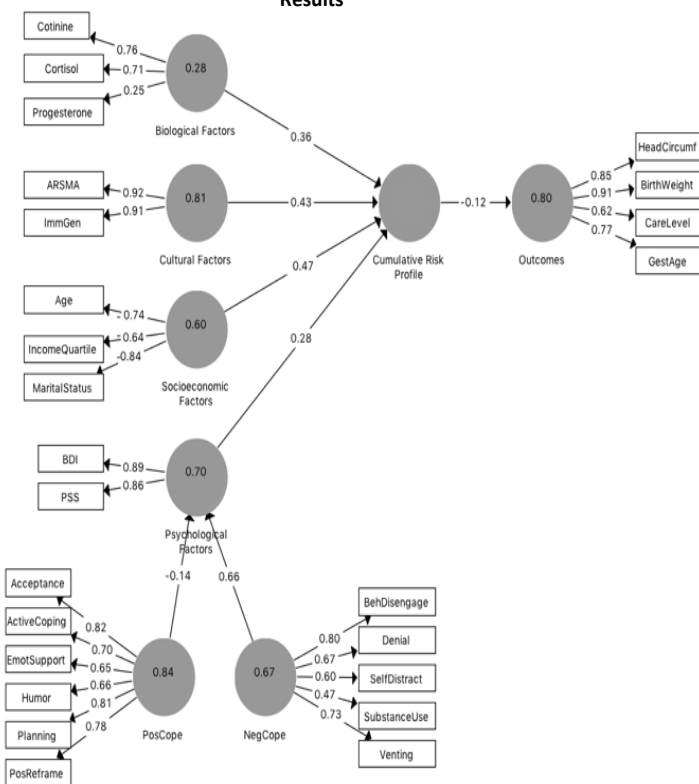 Results
Cotinine
Cortisol
Progesterone
0.76
0.71
0.25
0.28
Biological Factors
0.36
ARSMA
ImmGen
0.92
0.91
0.81
Cultural Factors
0.43
Age
IncomeQuartile
MaritalStatus
- 0.74
- 0.64
-0.84
0.60
Socioeconomic
Factors
0.47
BDI
PSS
0.89
0.86
0.70
Psychological
Factors
0.28
Cumulative Risk
Profile
-0.12
0.80
Outcomes
0.85
0.91
0.62
0.77
HeadCircumf
BirthWeight
CareLevel
GestAge
-0.14
0.66
Acceptance
ActiveCoping
EmotSupport
Humor
Planning
PosReframe
0.82
0.70
0.65
0.66
0.81
0.78
0.84
PosCope
0.67
NegCope
0.80
0.67
0.60
0.47
0.73
BehDisengage
Denial
SelfDistract
SubstanceUse
Venting